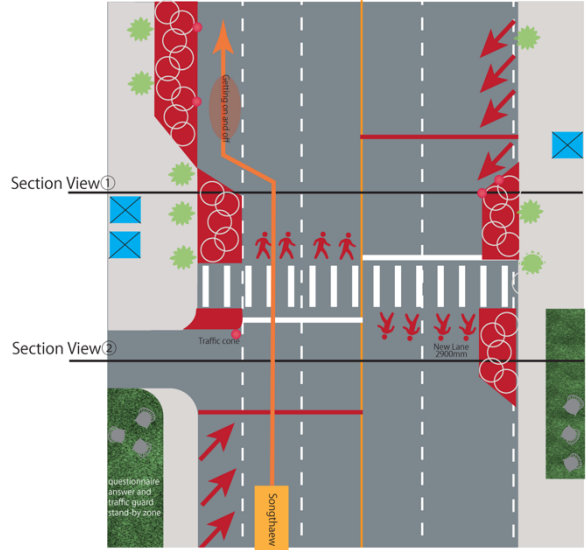 Getting on and off
Section View①
Traffic cone
Section View②
New Lane
2900mm
questionnaire
answer and
traffic guard
stand-by zone
Songthaew